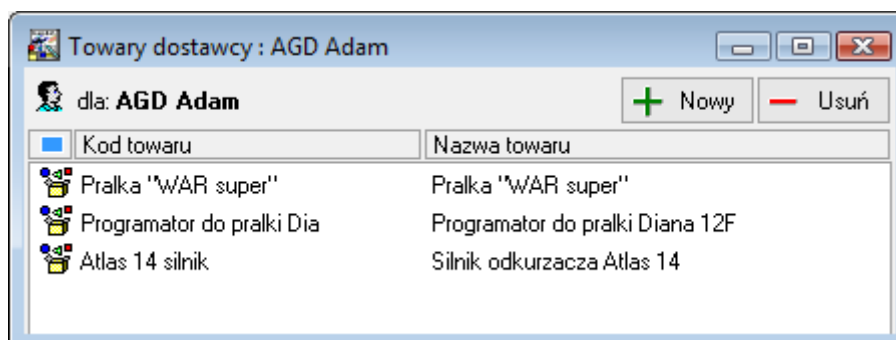 Towary dostawcy : AGD Adam
dla: AGD Adam Nowy Usuń
Kod towaru Nazwa towaru
Pralka "WAR super" Pralka "WAR super"
Programator do pralki Dia Programator do pralki Diana 12F
Atlas 14 silnik Silnik odkurzacza Atlas 14